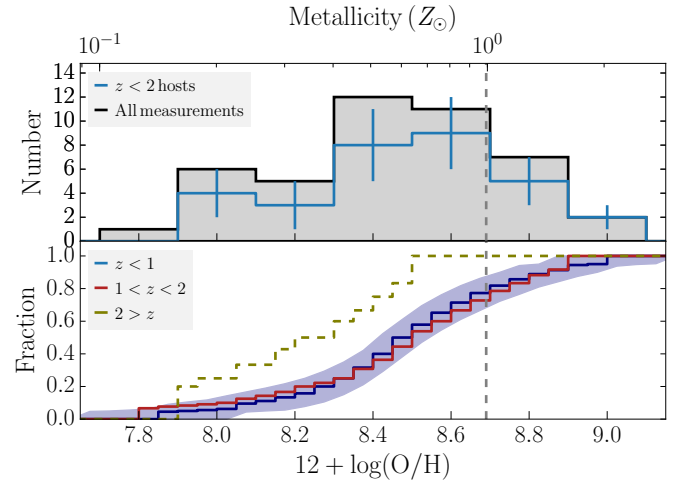 Metallicity (Z⊙)
10⁻¹ 10⁰
14
12
10
8
6
4
2
0
Number
z < 2 hosts
All measurements
1.0
0.8
0.6
0.4
0.2
0.0
Fraction
z < 1
1 < z < 2
2 > z
7.8 8.0 8.2 8.4 8.6 8.8 9.0
12 + log(O/H)